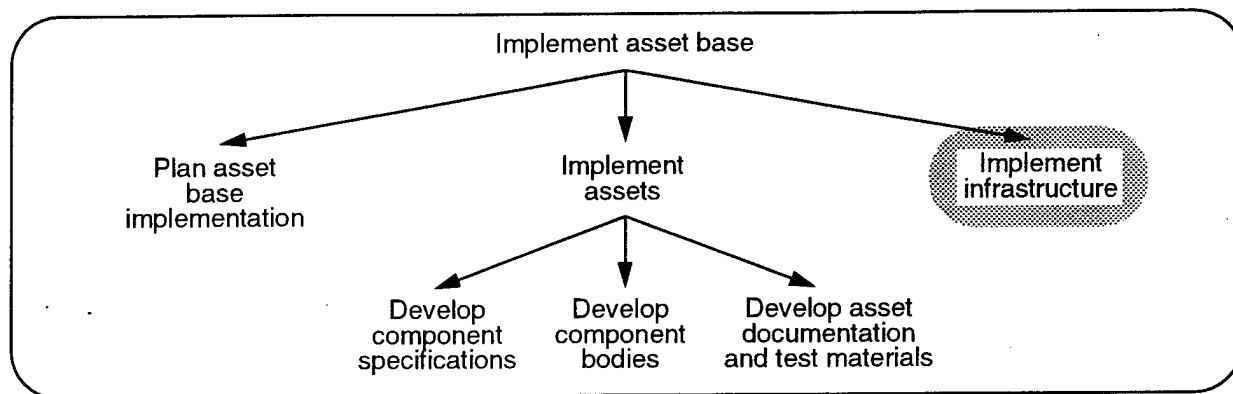 Implement asset base
Plan asset
base
implementation
Implement
assets
Implement
infrastructure
Develop
component
specifications
Develop
component
bodies
Develop asset
documentation
and test materials